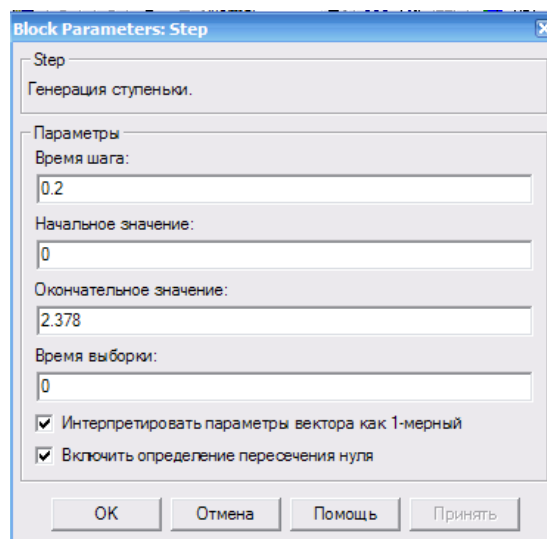 Block Parameters: Step
Step
Генерация ступеньки.
Параметры
Время шага:
0.2
Начальное значение:
0
Окончательное значение:
2.378
Время выборки:
0
Интерпретировать параметры вектора как 1-мерный
Включить определение пересечения нуля
OK Отмена Помощь Принять